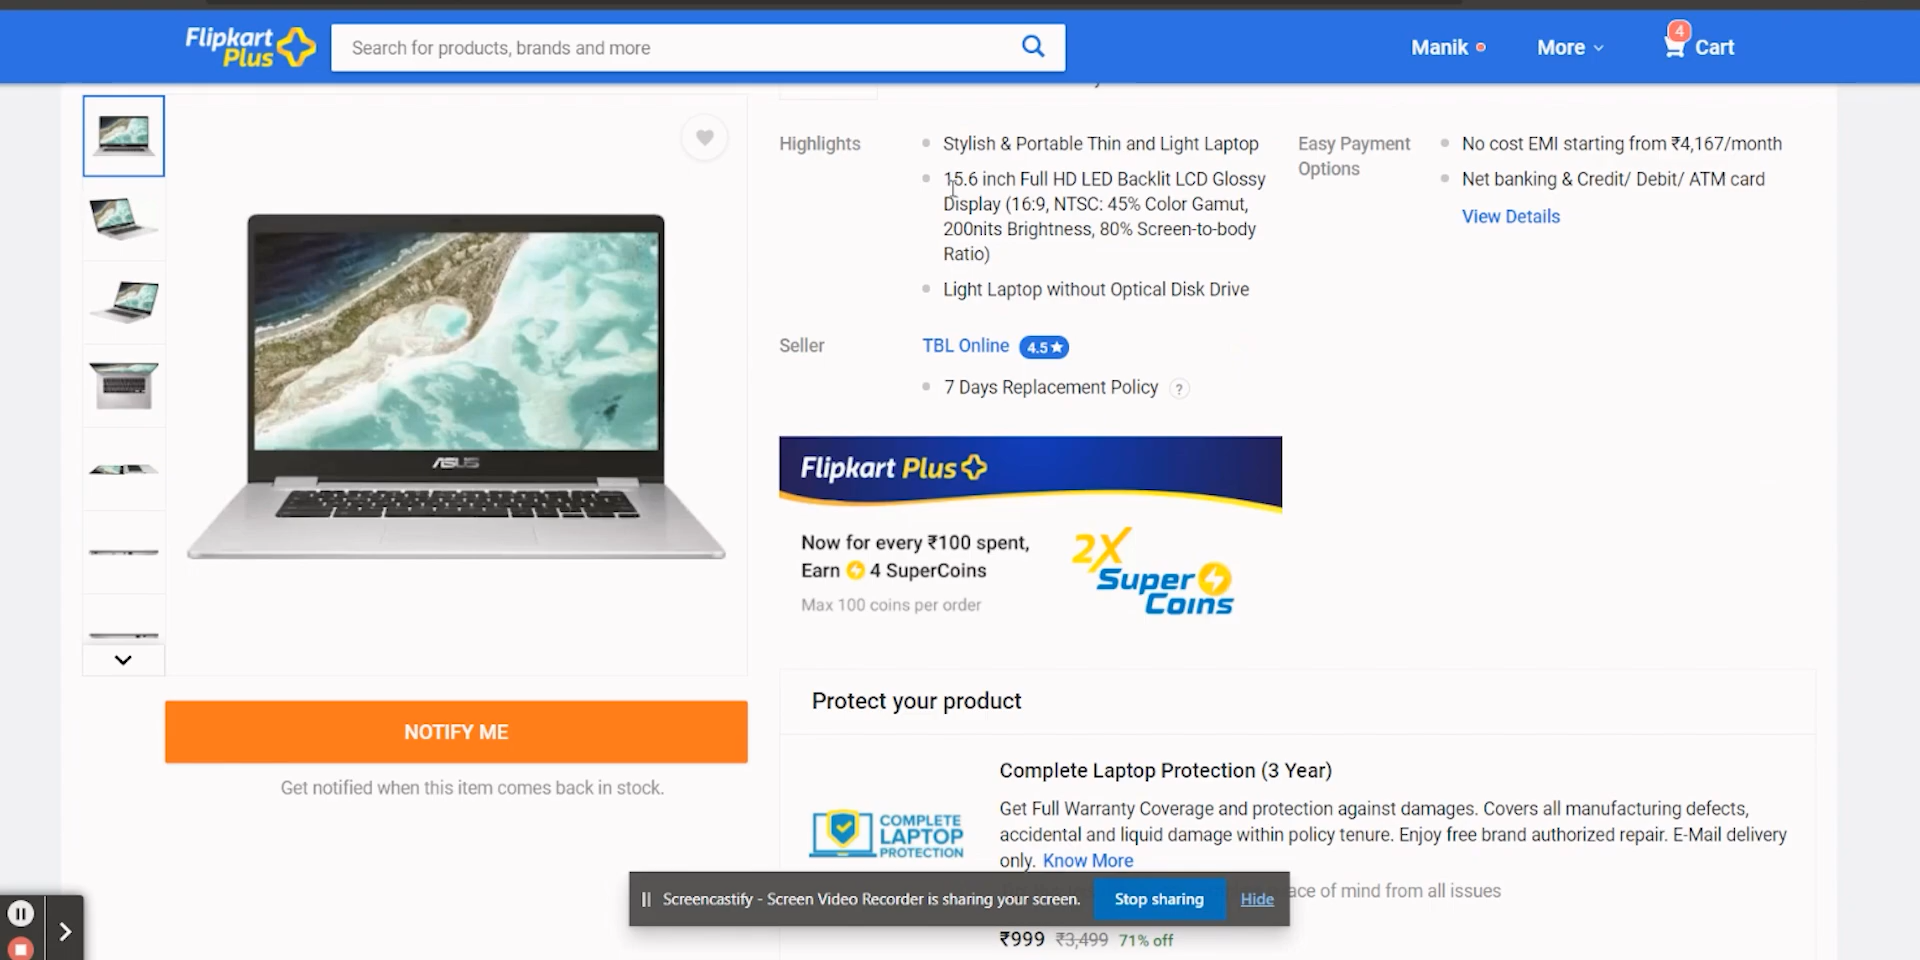 Flipkart
Plus
Search for products, brands and more
Manik
More
4
Cart
Highlights
Stylish & Portable Thin and Light Laptop
15.6 inch Full HD LED Backlit LCD Glossy
Display (16:9, NTSC: 45% Color Gamut,
200nits Brightness, 80% Screen-to-body
Ratio)
Light Laptop without Optical Disk Drive
Easy Payment
Options
No cost EMI starting from ₹4,167/month
Net banking & Credit/ Debit/ ATM card
View Details
Seller
TBL Online 4.5★
7 Days Replacement Policy ?
ASUS
Flipkart Plus
Now for every ₹100 spent,
Earn 4 SuperCoins
Max 100 coins per order
2X
Super
Coins
NOTIFY ME
Get notified when this item comes back in stock.
Protect your product
Complete Laptop Protection (3 Year)
COMPLETE
LAPTOP
PROTECTION
Get Full Warranty Coverage and protection against damages. Covers all manufacturing defects,
accidental and liquid damage within policy tenure. Enjoy free brand authorized repair. E-Mail delivery
only. Know More
ace of mind from all issues
Screencastify - Screen Video Recorder is sharing your screen.
Stop sharing
Hide
₹999 ₹3,499 71% off